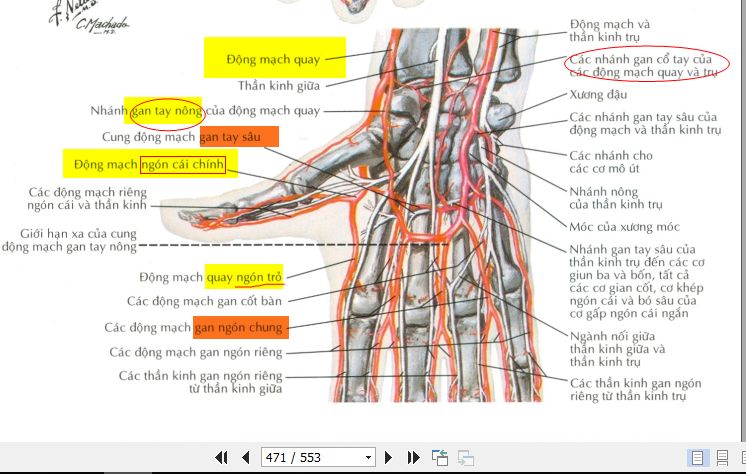 F. Netter
M.D.
C. Machado
M.D.
Động mạch quay
Thần kinh giữa
Nhánh gan tay nông của động mạch quay
Cung động mạch gan tay sâu
Động mạch ngón cái chính
Các động mạch riêng
ngón cái và thần kinh
Giới hạn xa của cung
động mạch gan tay nông
Động mạch quay ngón trỏ
Các động mạch gan cốt bàn
Các động mạch gan ngón chung
Các động mạch gan ngón riêng
Các thần kinh gan ngón riêng
từ thần kinh giữa
Động mạch và
thần kinh trụ
Các nhánh gan cổ tay của
các động mạch quay và trụ
Xương đậu
Các nhánh gan tay sâu của
động mạch và thần kinh trụ
Các nhánh cho
các cơ mô út
Nhánh nông
của thần kinh trụ
Móc của xương móc
Nhánh gan tay sâu của
thần kinh trụ đến các cơ
giun ba và bốn, tất cả
các cơ gian cốt, cơ khép
ngón cái và bó sâu của
cơ gấp ngón cái ngắn
Ngành nối giữa
thần kinh giữa và
thần kinh trụ
Các thần kinh gan ngón
riêng từ thần kinh trụ
471 / 553